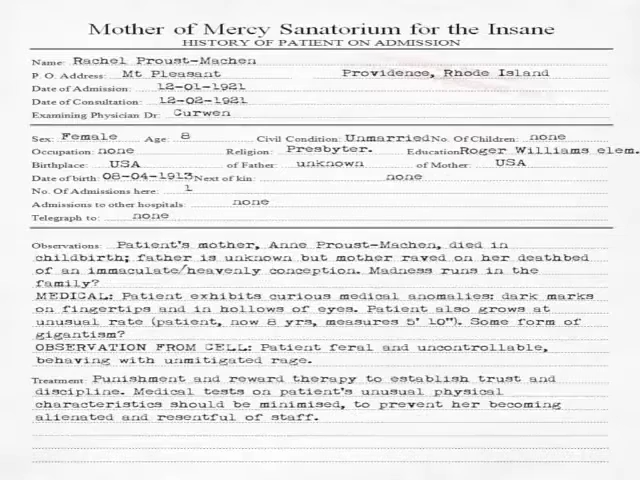 Mother of Mercy Sanatorium for the Insane
HISTORY OF PATIENT ON ADMISSION
Name: Rachel Proust-Machen
P. O. Address: Mt Pleasant Providence, Rhode Island
Date of Admission: 12-01-1921
Date of Consultation: 12-02-1921
Examining Physician Dr: Curwen
Sex: Female Age: 8 Civil Condition: Unmarried No. Of Children: none
Occupation: none Religion: Presbyter. Education Roger Williams elem.
Birthplace: USA of Father: unknown of Mother: USA
Date of birth: 08-04-1913 Next of kin: none
No. Of Admissions here: 1
Admissions to other hospitals: none
Telegraph to: none
Observations: Patient's mother, Anne Proust-Machen, died in
childbirth; father is unknown but mother raved on her deathbed
of an immaculate/heavenly conception. Madness runs in the
family?
MEDICAL: Patient exhibits curious medical anomalies: dark marks
on fingertips and in hollows of eyes. Patient also grows at
unusual rate (patient, now 8 yrs, measures 5' 10"). Some form of
gigantism?
OBSERVATION FROM CELL: Patient feral and uncontrollable,
behaving with unmitigated rage.
Treatment: Punishment and reward therapy to establish trust and
discipline. Medical tests on patient's unusual physical
characteristics should be minimised, to prevent her becoming
alienated and resentful of staff.